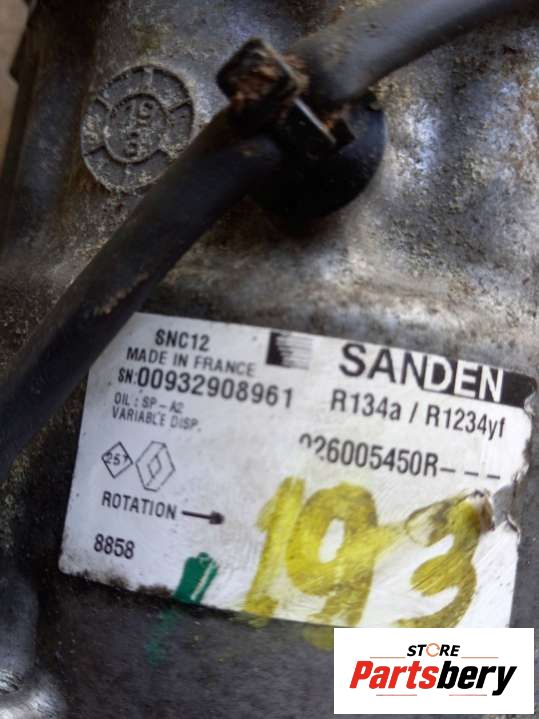 SNC12
MADE IN FRANCE
SN:00932908961
OIL: SP-A2
VARIABLE DISP.
SANDEN
R134a / R1234yf
926005450R---
257
ROTATION
8858
193
STORE
Partsbery